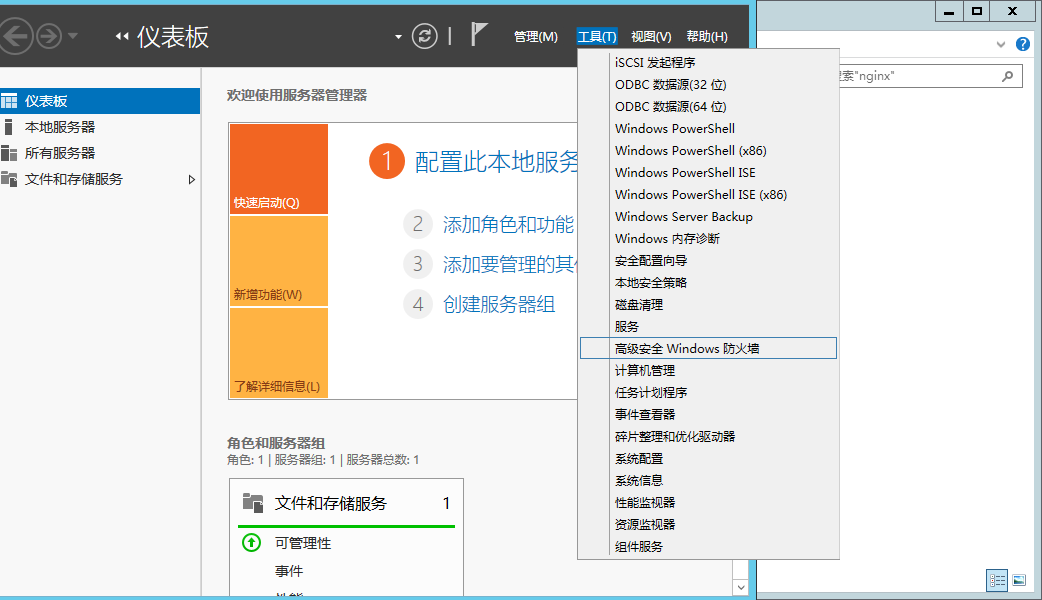 仪表板
管理(M)
工具(T)
视图(V)
帮助(H)
仪表板
本地服务器
所有服务器
文件和存储服务
欢迎使用服务器管理器
快速启动(Q)
新增功能(W)
了解详细信息(L)
1 配置此本地服务
2 添加角色和功能
3 添加要管理的其
4 创建服务器组
角色和服务器组
角色: 1 | 服务器组: 1 | 服务器总数: 1
文件和存储服务 1
可管理性
事件
iSCSI 发起程序
ODBC 数据源(32 位)
ODBC 数据源(64 位)
Windows PowerShell
Windows PowerShell (x86)
Windows PowerShell ISE
Windows PowerShell ISE (x86)
Windows Server Backup
Windows 内存诊断
安全配置向导
本地安全策略
磁盘清理
服务
高级安全 Windows 防火墙
计算机管理
任务计划程序
事件查看器
碎片整理和优化驱动器
系统配置
系统信息
性能监视器
资源监视器
组件服务
索"nginx"